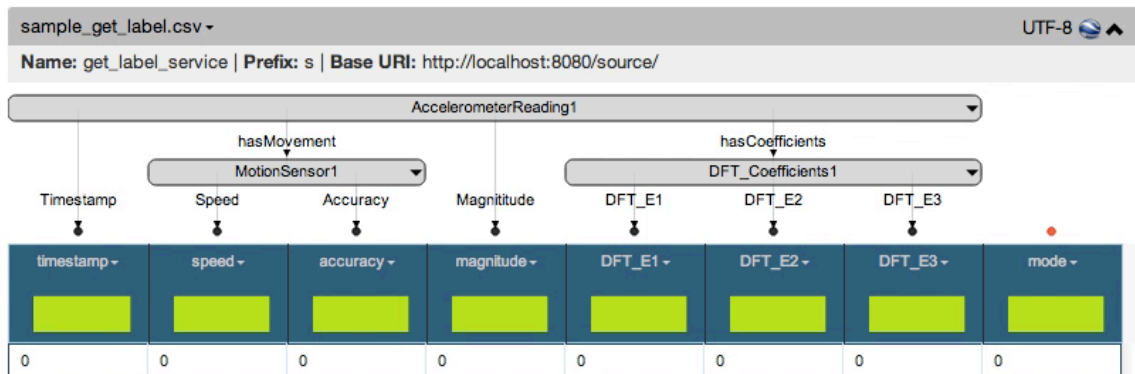 sample_get_label.csv UTF-8
Name: get_label_service | Prefix: s | Base URI: http://localhost:8080/source/
AccelerometerReading1
hasMovement hasCoefficients
MotionSensor1 DFT_Coefficients1
Timestamp Speed Accuracy Magnititude DFT_E1 DFT_E2 DFT_E3
timestamp speed accuracy magnitude DFT_E1 DFT_E2 DFT_E3 mode
0 0 0 0 0 0 0 0